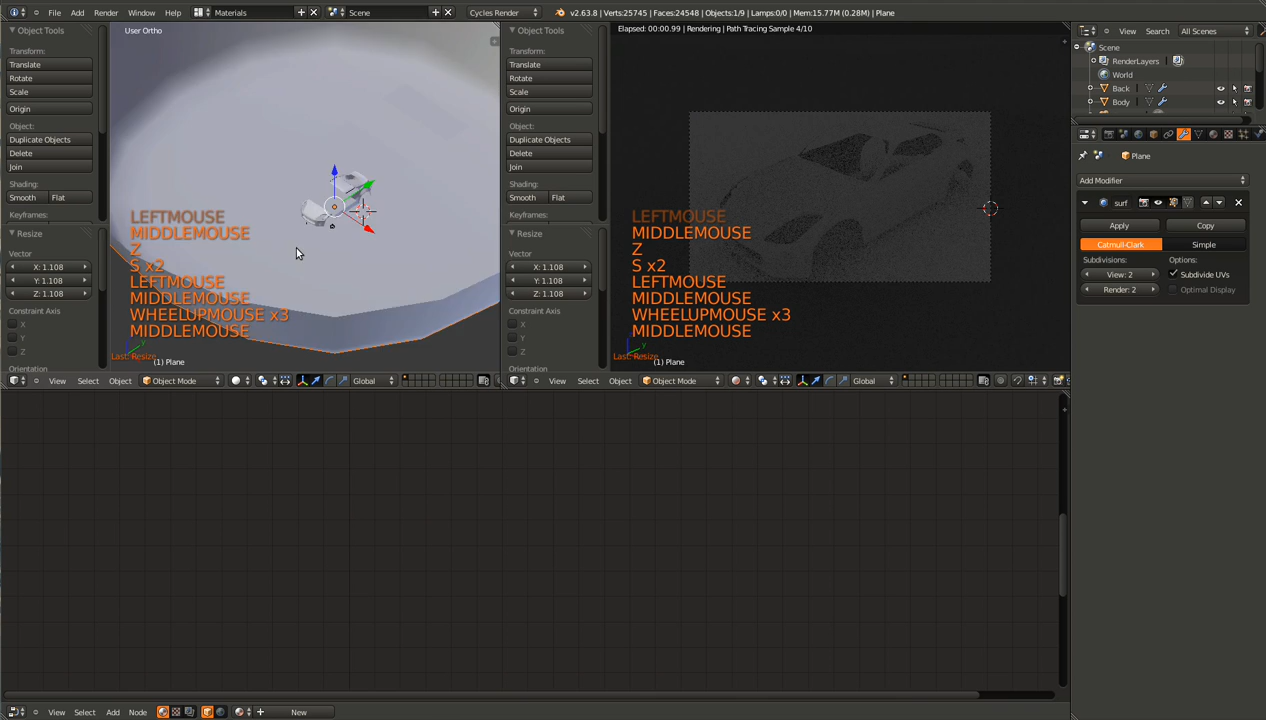 File Add Render Window Help Materials Scene Cycles Render v2.63.8 | Verts:25745 | Faces:24548 | Objects:1/9 | Lamps:0/0 | Mem:15.77M (0.28M) | Plane
Object Tools
Transform:
Translate
Rotate
Scale
Origin
Object:
Duplicate Objects
Delete
Join
Shading:
Smooth Flat
Keyframes:
Resize
Vector
X: 1.108
Y: 1.108
Z: 1.108
Constraint Axis
X
Y
Z
Orientation
User Ortho
LEFTMOUSE
MIDDLEMOUSE
Z
S x2
LEFTMOUSE
MIDDLEMOUSE
WHEELUPMOUSE x3
MIDDLEMOUSE
Last: Resize
(1) Plane
View Select Object Object Mode Global
Object Tools
Transform:
Translate
Rotate
Scale
Origin
Object:
Duplicate Objects
Delete
Join
Shading:
Smooth Flat
Keyframes:
Resize
Vector
X: 1.108
Y: 1.108
Z: 1.108
Constraint Axis
X
Y
Z
Orientation
Elapsed: 00:00.99 | Rendering | Path Tracing Sample 4/10
LEFTMOUSE
MIDDLEMOUSE
Z
S x2
LEFTMOUSE
MIDDLEMOUSE
WHEELUPMOUSE x3
MIDDLEMOUSE
Last: Resize
(1) Plane
View Select Object Object Mode Global
View Search All Scenes
Scene
RenderLayers
World
Back
Body
Plane
Add Modifier
surf
Apply Copy
Catmull-Clark Simple
Subdivisions: Options:
View: 2 Subdivide UVs
Render: 2 Optimal Display
View Select Add Node New